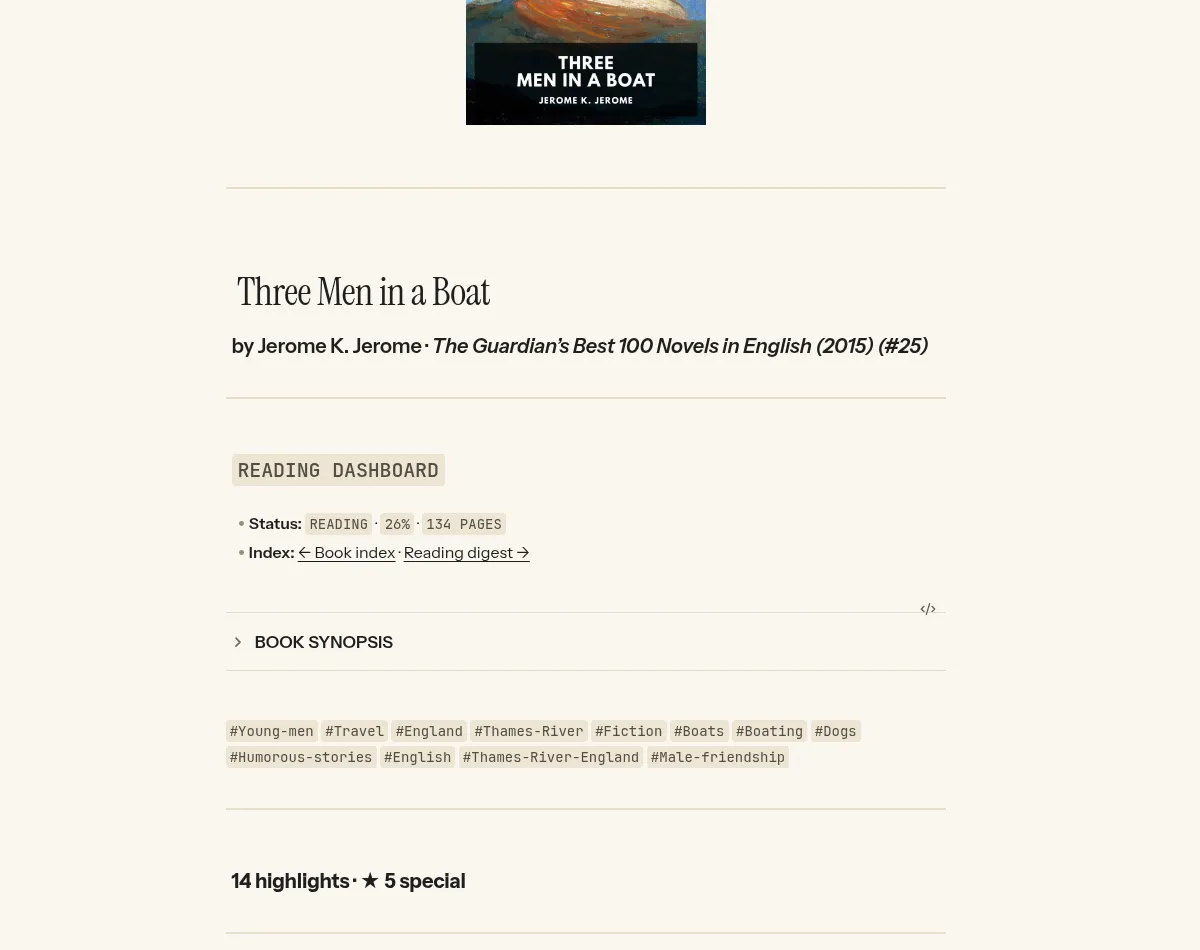 THREE
MEN IN A BOAT
JEROME K. JEROME
Three Men in a Boat
by Jerome K. Jerome · The Guardian’s Best 100 Novels in English (2015) (#25)
READING DASHBOARD
• Status: READING · 26% · 134 PAGES
• Index: ← Book index · Reading digest →
</>
> BOOK SYNOPSIS
#Young-men #Travel #England #Thames-River #Fiction #Boats #Boating #Dogs
#Humorous-stories #English #Thames-River-England #Male-friendship
14 highlights · ★ 5 special